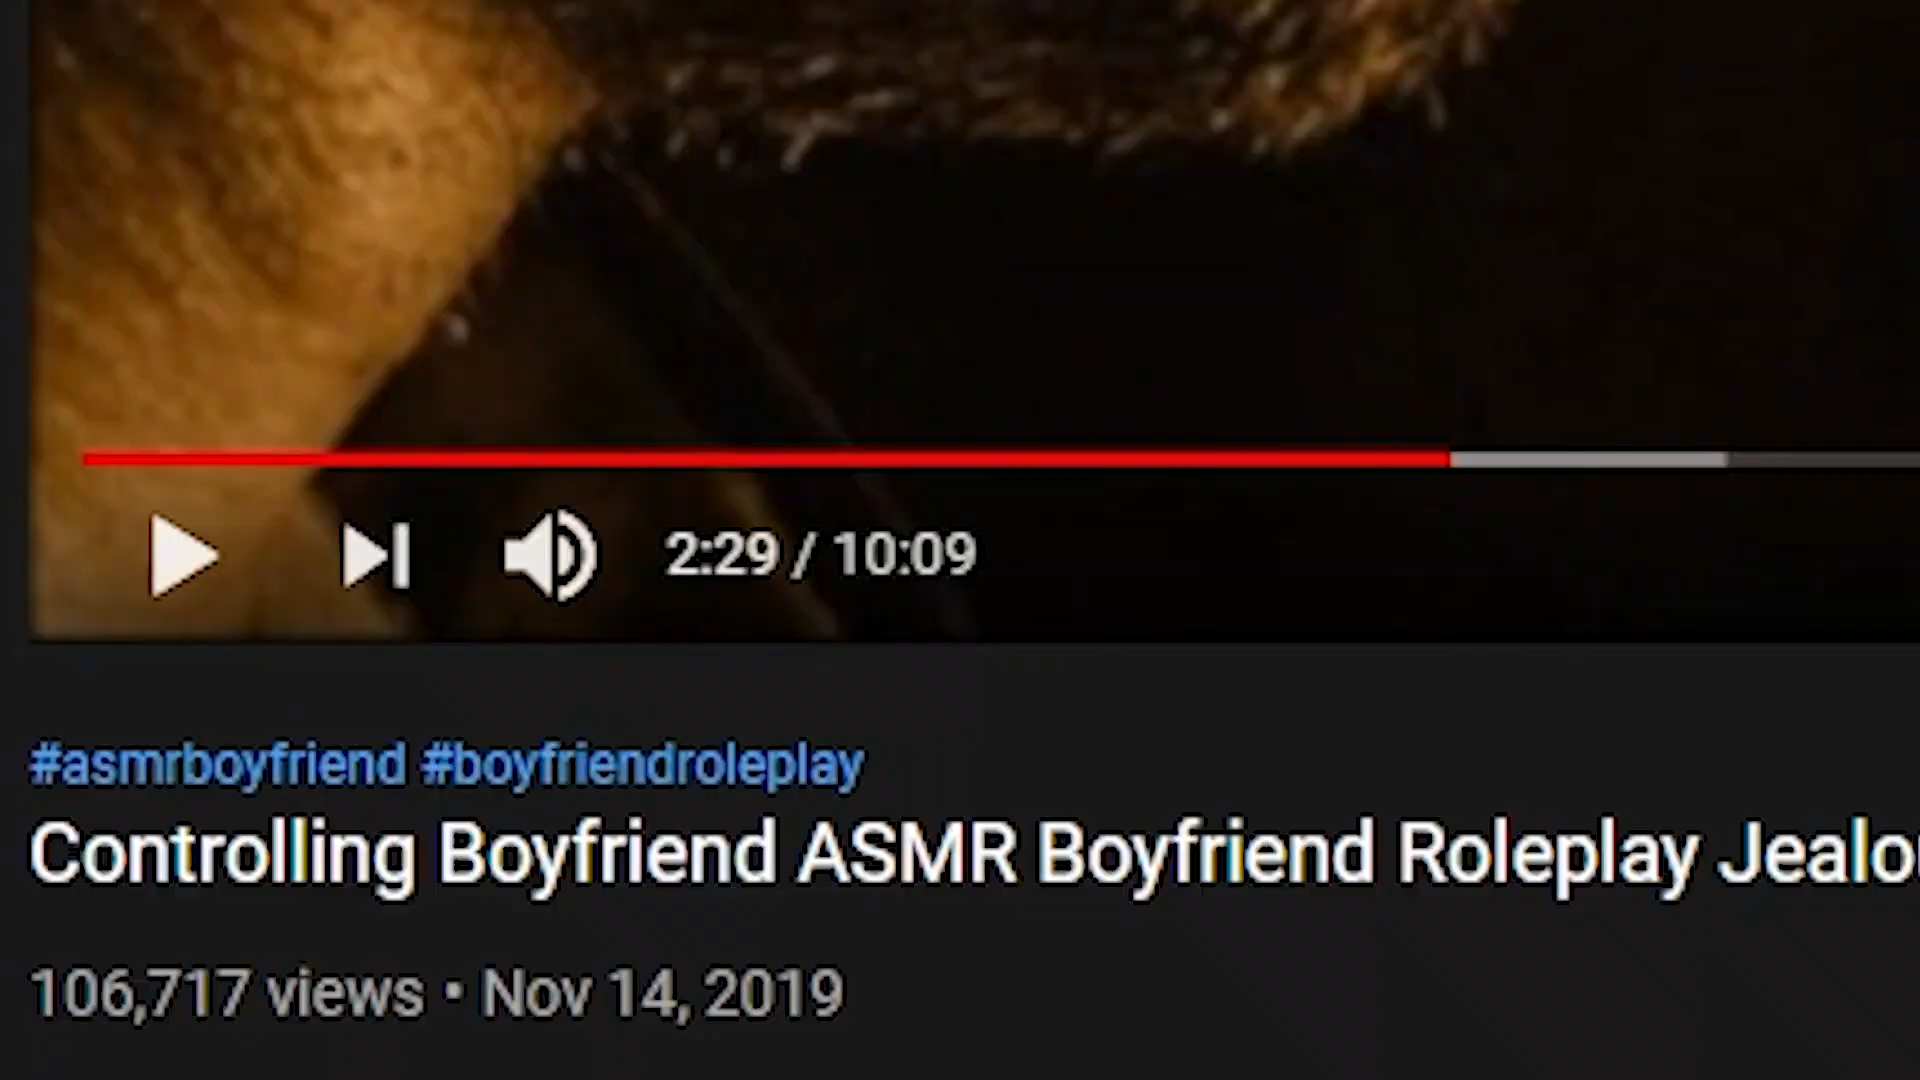 2:29 / 10:09
#asmrboyfriend #boyfriendroleplay
Controlling Boyfriend ASMR Boyfriend Roleplay
106,717 views • Nov 14, 2019